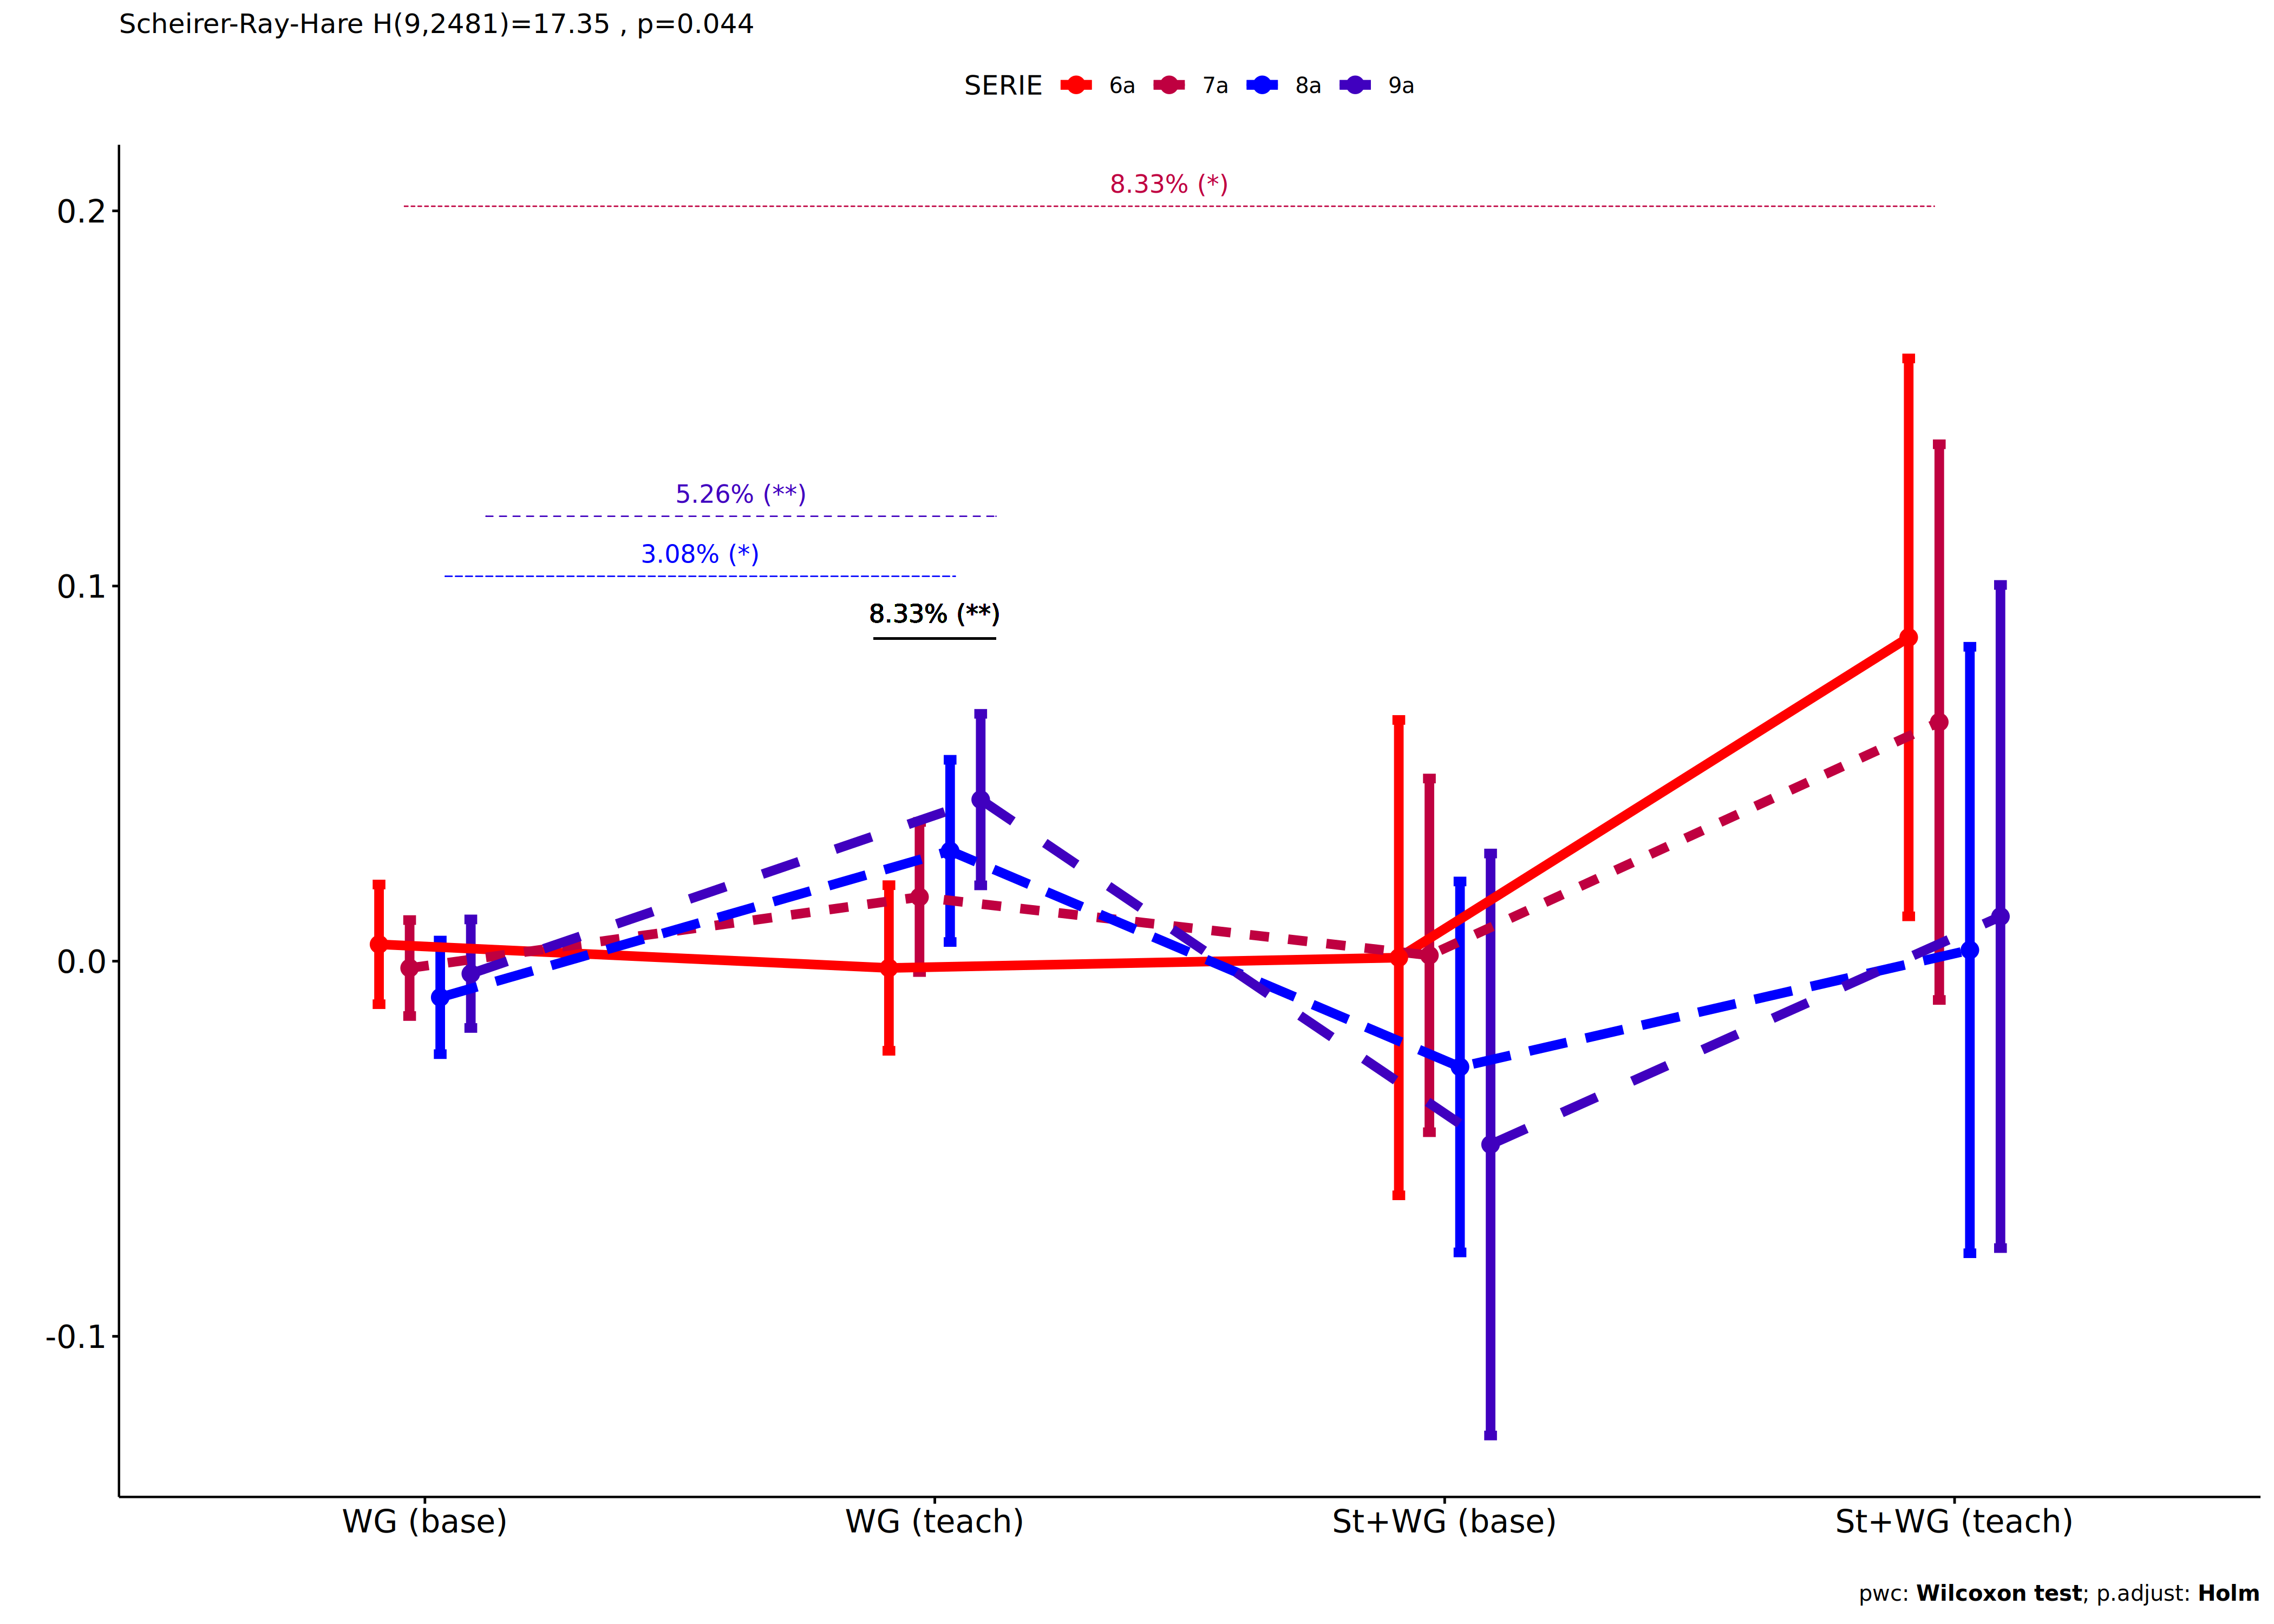 Scheirer-Ray-Hare H(9,2481)=17.35 , p=0.044
SERIE 6a 7a 8a 9a
0.2
0.1
0.0
-0.1
8.33% (*)
5.26% (**)
3.08% (*)
8.33% (**)
WG (base) WG (teach) St+WG (base) St+WG (teach)
pwc: Wilcoxon test; p.adjust: Holm